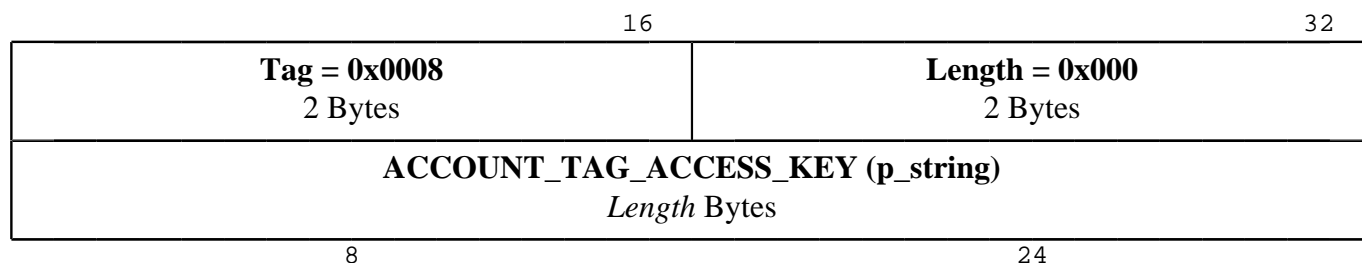 16 32
Tag = 0x0008 Length = 0x000
2 Bytes 2 Bytes
ACCOUNT_TAG_ACCESS_KEY (p_string)
Length Bytes
8 24